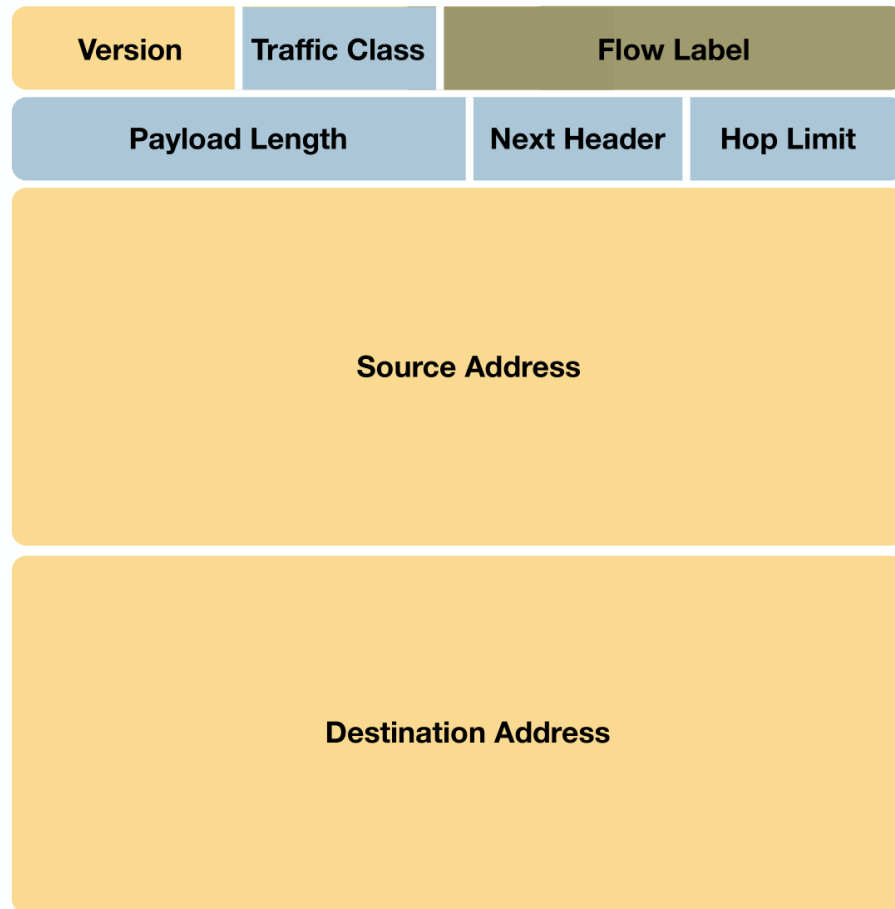 Version Traffic Class Flow Label
Payload Length Next Header Hop Limit
Source Address
Destination Address